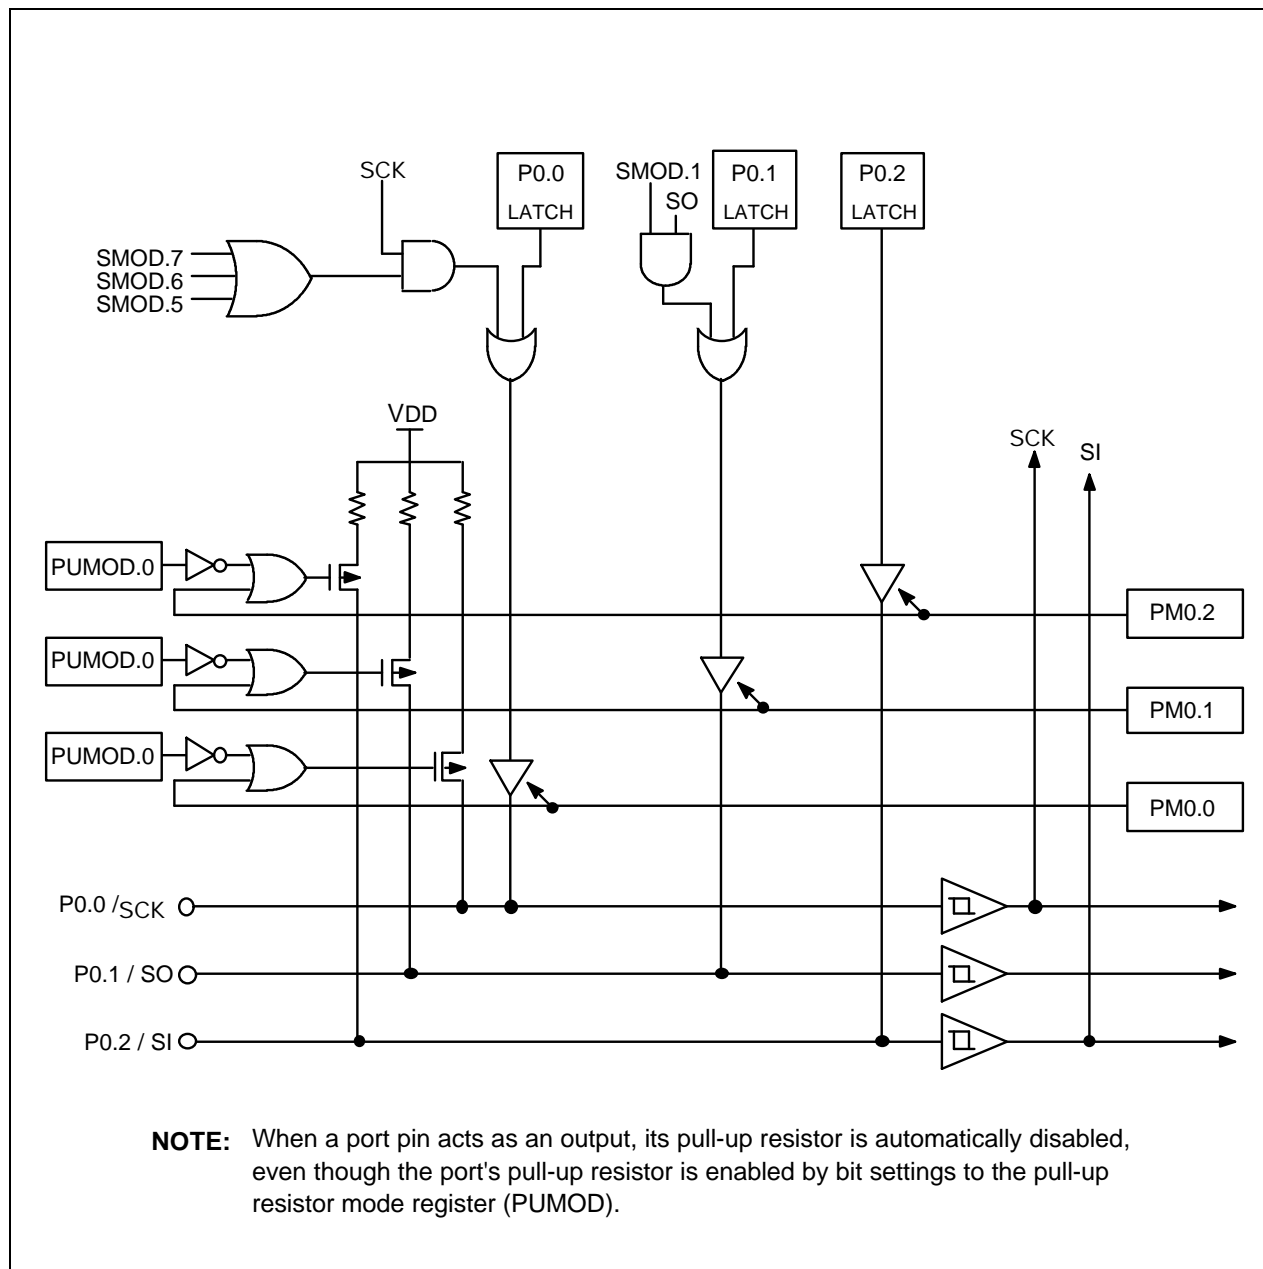 SCK
P0.0
LATCH
SMOD.1
SO
P0.1
LATCH
P0.2
LATCH
SMOD.7
SMOD.6
SMOD.5
VDD
SCK
SI
PUMOD.0
PM0.2
PUMOD.0
PM0.1
PUMOD.0
PM0.0
P0.0 /SCK
P0.1 / SO
P0.2 / SI
NOTE: When a port pin acts as an output, its pull-up resistor is automatically disabled,
even though the port's pull-up resistor is enabled by bit settings to the pull-up
resistor mode register (PUMOD).